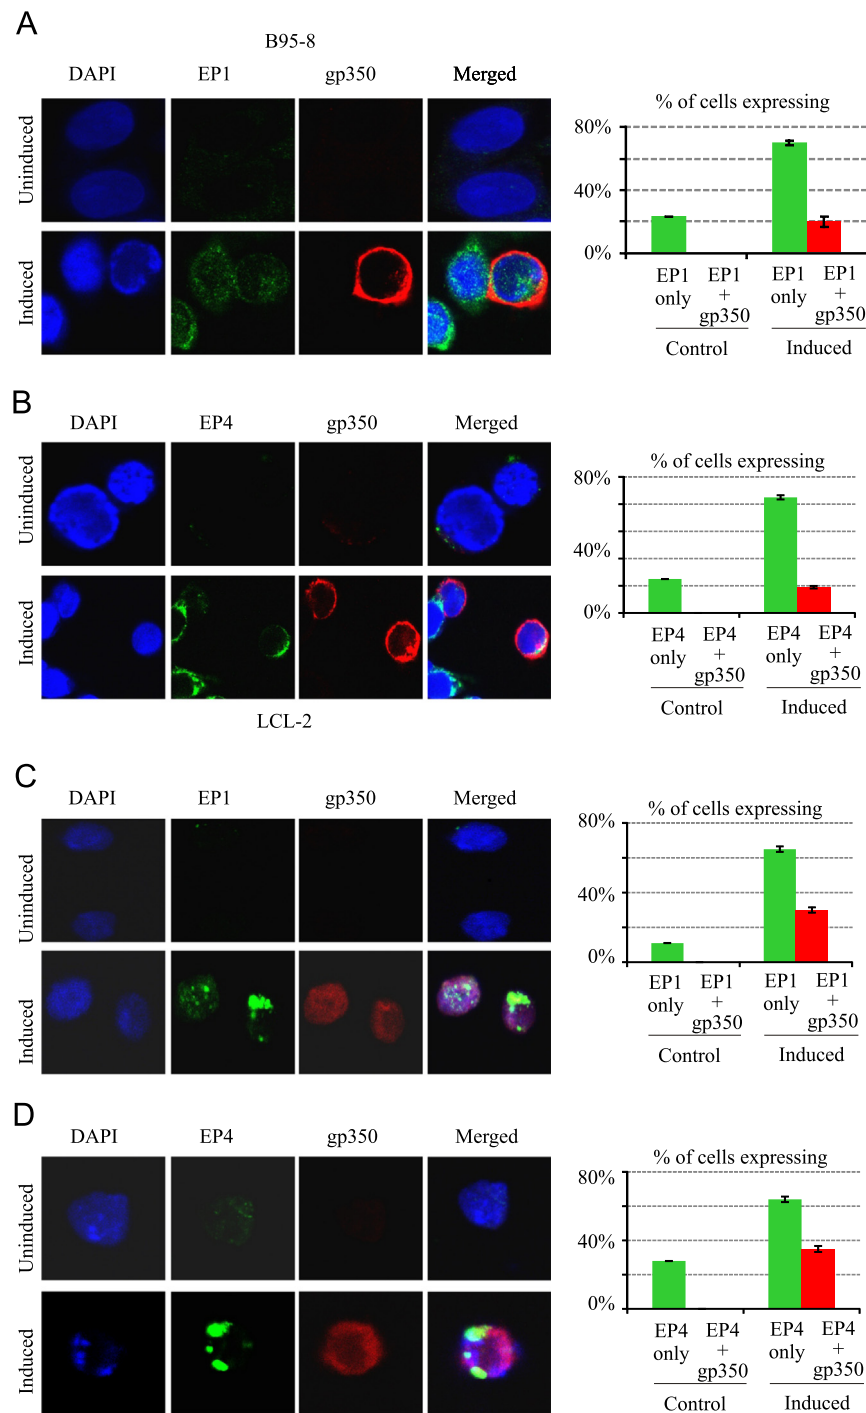 A
B95-8
DAPI EP1 gp350 Merged
Uninduced
Induced
% of cells expressing
80%
40%
0%
EP1 only EP1 + gp350 EP1 only EP1 + gp350
Control Induced
B
DAPI EP4 gp350 Merged
Uninduced
Induced
LCL-2
% of cells expressing
80%
40%
0%
EP4 only EP4 + gp350 EP4 only EP4 + gp350
Control Induced
C
DAPI EP1 gp350 Merged
Uninduced
Induced
% of cells expressing
80%
40%
0%
EP1 only EP1 + gp350 EP1 only EP1 + gp350
Control Induced
D
DAPI EP4 gp350 Merged
Uninduced
Induced
% of cells expressing
80%
40%
0%
EP4 only EP4 + gp350 EP4 only EP4 + gp350
Control Induced